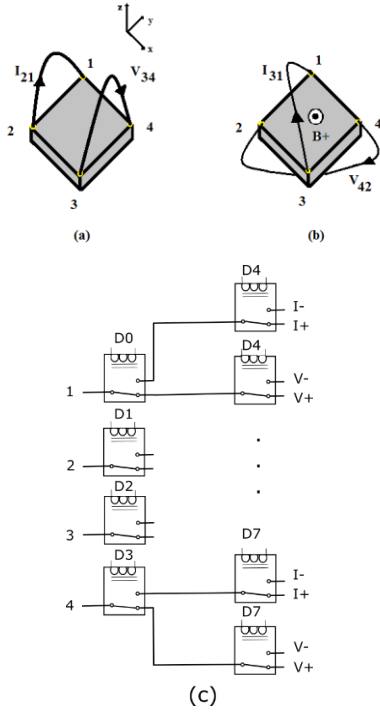 z
y
x
1
I21
V34
2
4
3
(a)
1
I31
2
4
B+
V42
3
(b)
D4
I-
I+
D0
D4
1
V-
V+
D1
2
D2
3
D3
D7
I-
I+
4
D7
V-
V+
(c)